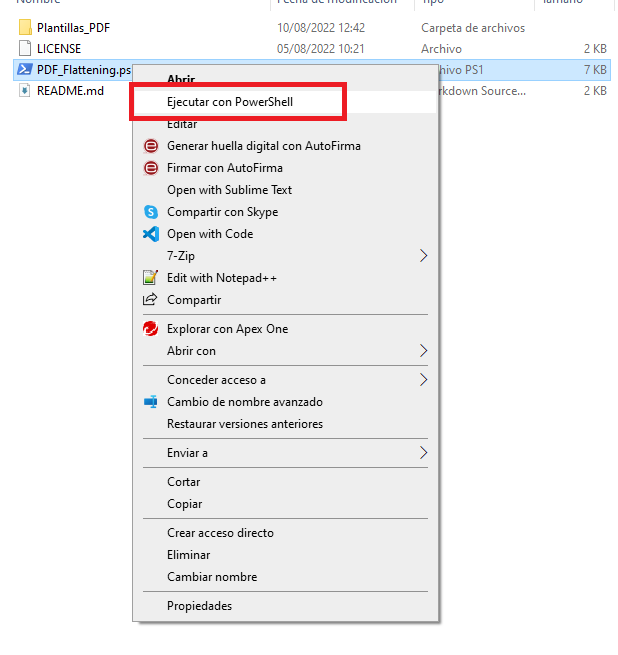 Nombre Fecha de modificación Tipo Tamaño
Plantillas_PDF 10/08/2022 12:42 Carpeta de archivos
LICENSE 05/08/2022 10:21 Archivo 2 KB
PDF_Flattening.ps PS1 7 KB
README.md Source... 2 KB
Abrir
Ejecutar con PowerShell
Editar
Generar huella digital con AutoFirma
Firmar con AutoFirma
Open with Sublime Text
Compartir con Skype
Open with Code
7-Zip
Edit with Notepad++
Compartir
Explorar con Apex One
Abrir con
Conceder acceso a
Cambio de nombre avanzado
Restaurar versiones anteriores
Enviar a
Cortar
Copiar
Crear acceso directo
Eliminar
Cambiar nombre
Propiedades